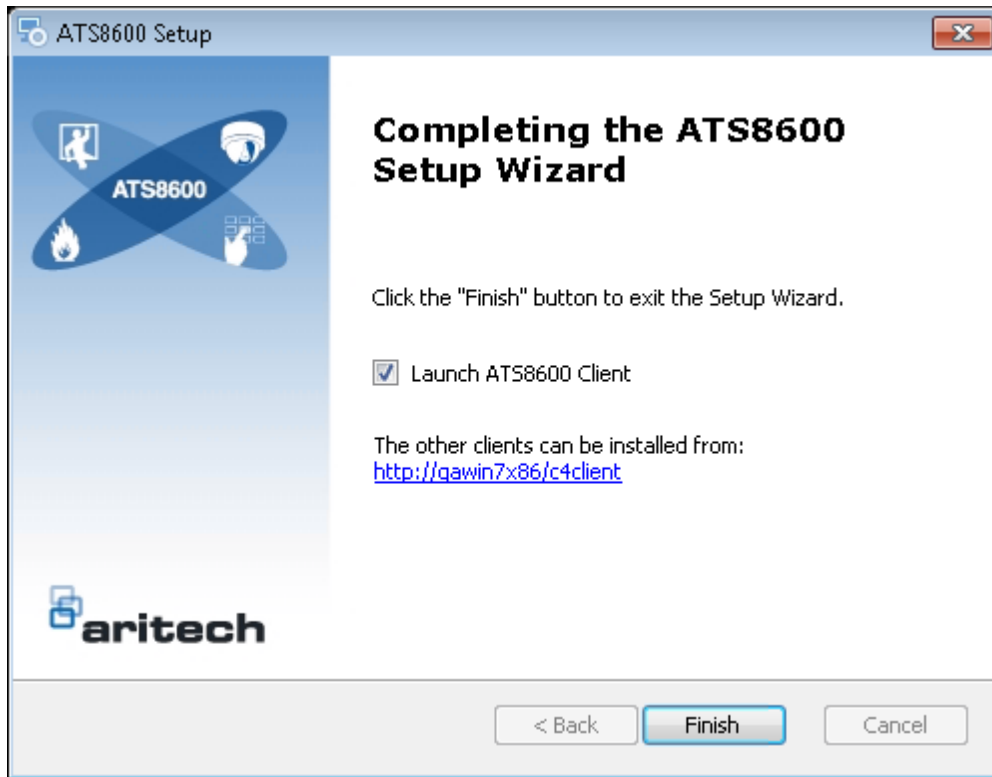 ATS8600 Setup
ATS8600
Completing the ATS8600
Setup Wizard
Click the "Finish" button to exit the Setup Wizard.
Launch ATS8600 Client
The other clients can be installed from:
http://qawin7x86/c4client
aritech
< Back
Finish
Cancel